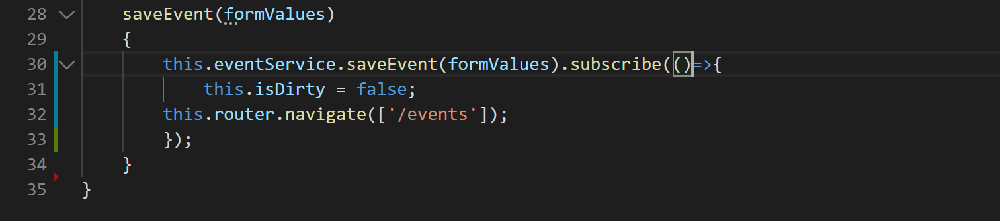 28 saveEvent(formValues)
29 {
30 this.eventService.saveEvent(formValues).subscribe(()=>{
31 this.isDirty = false;
32 this.router.navigate(['/events']);
33 });
34 }
35 }